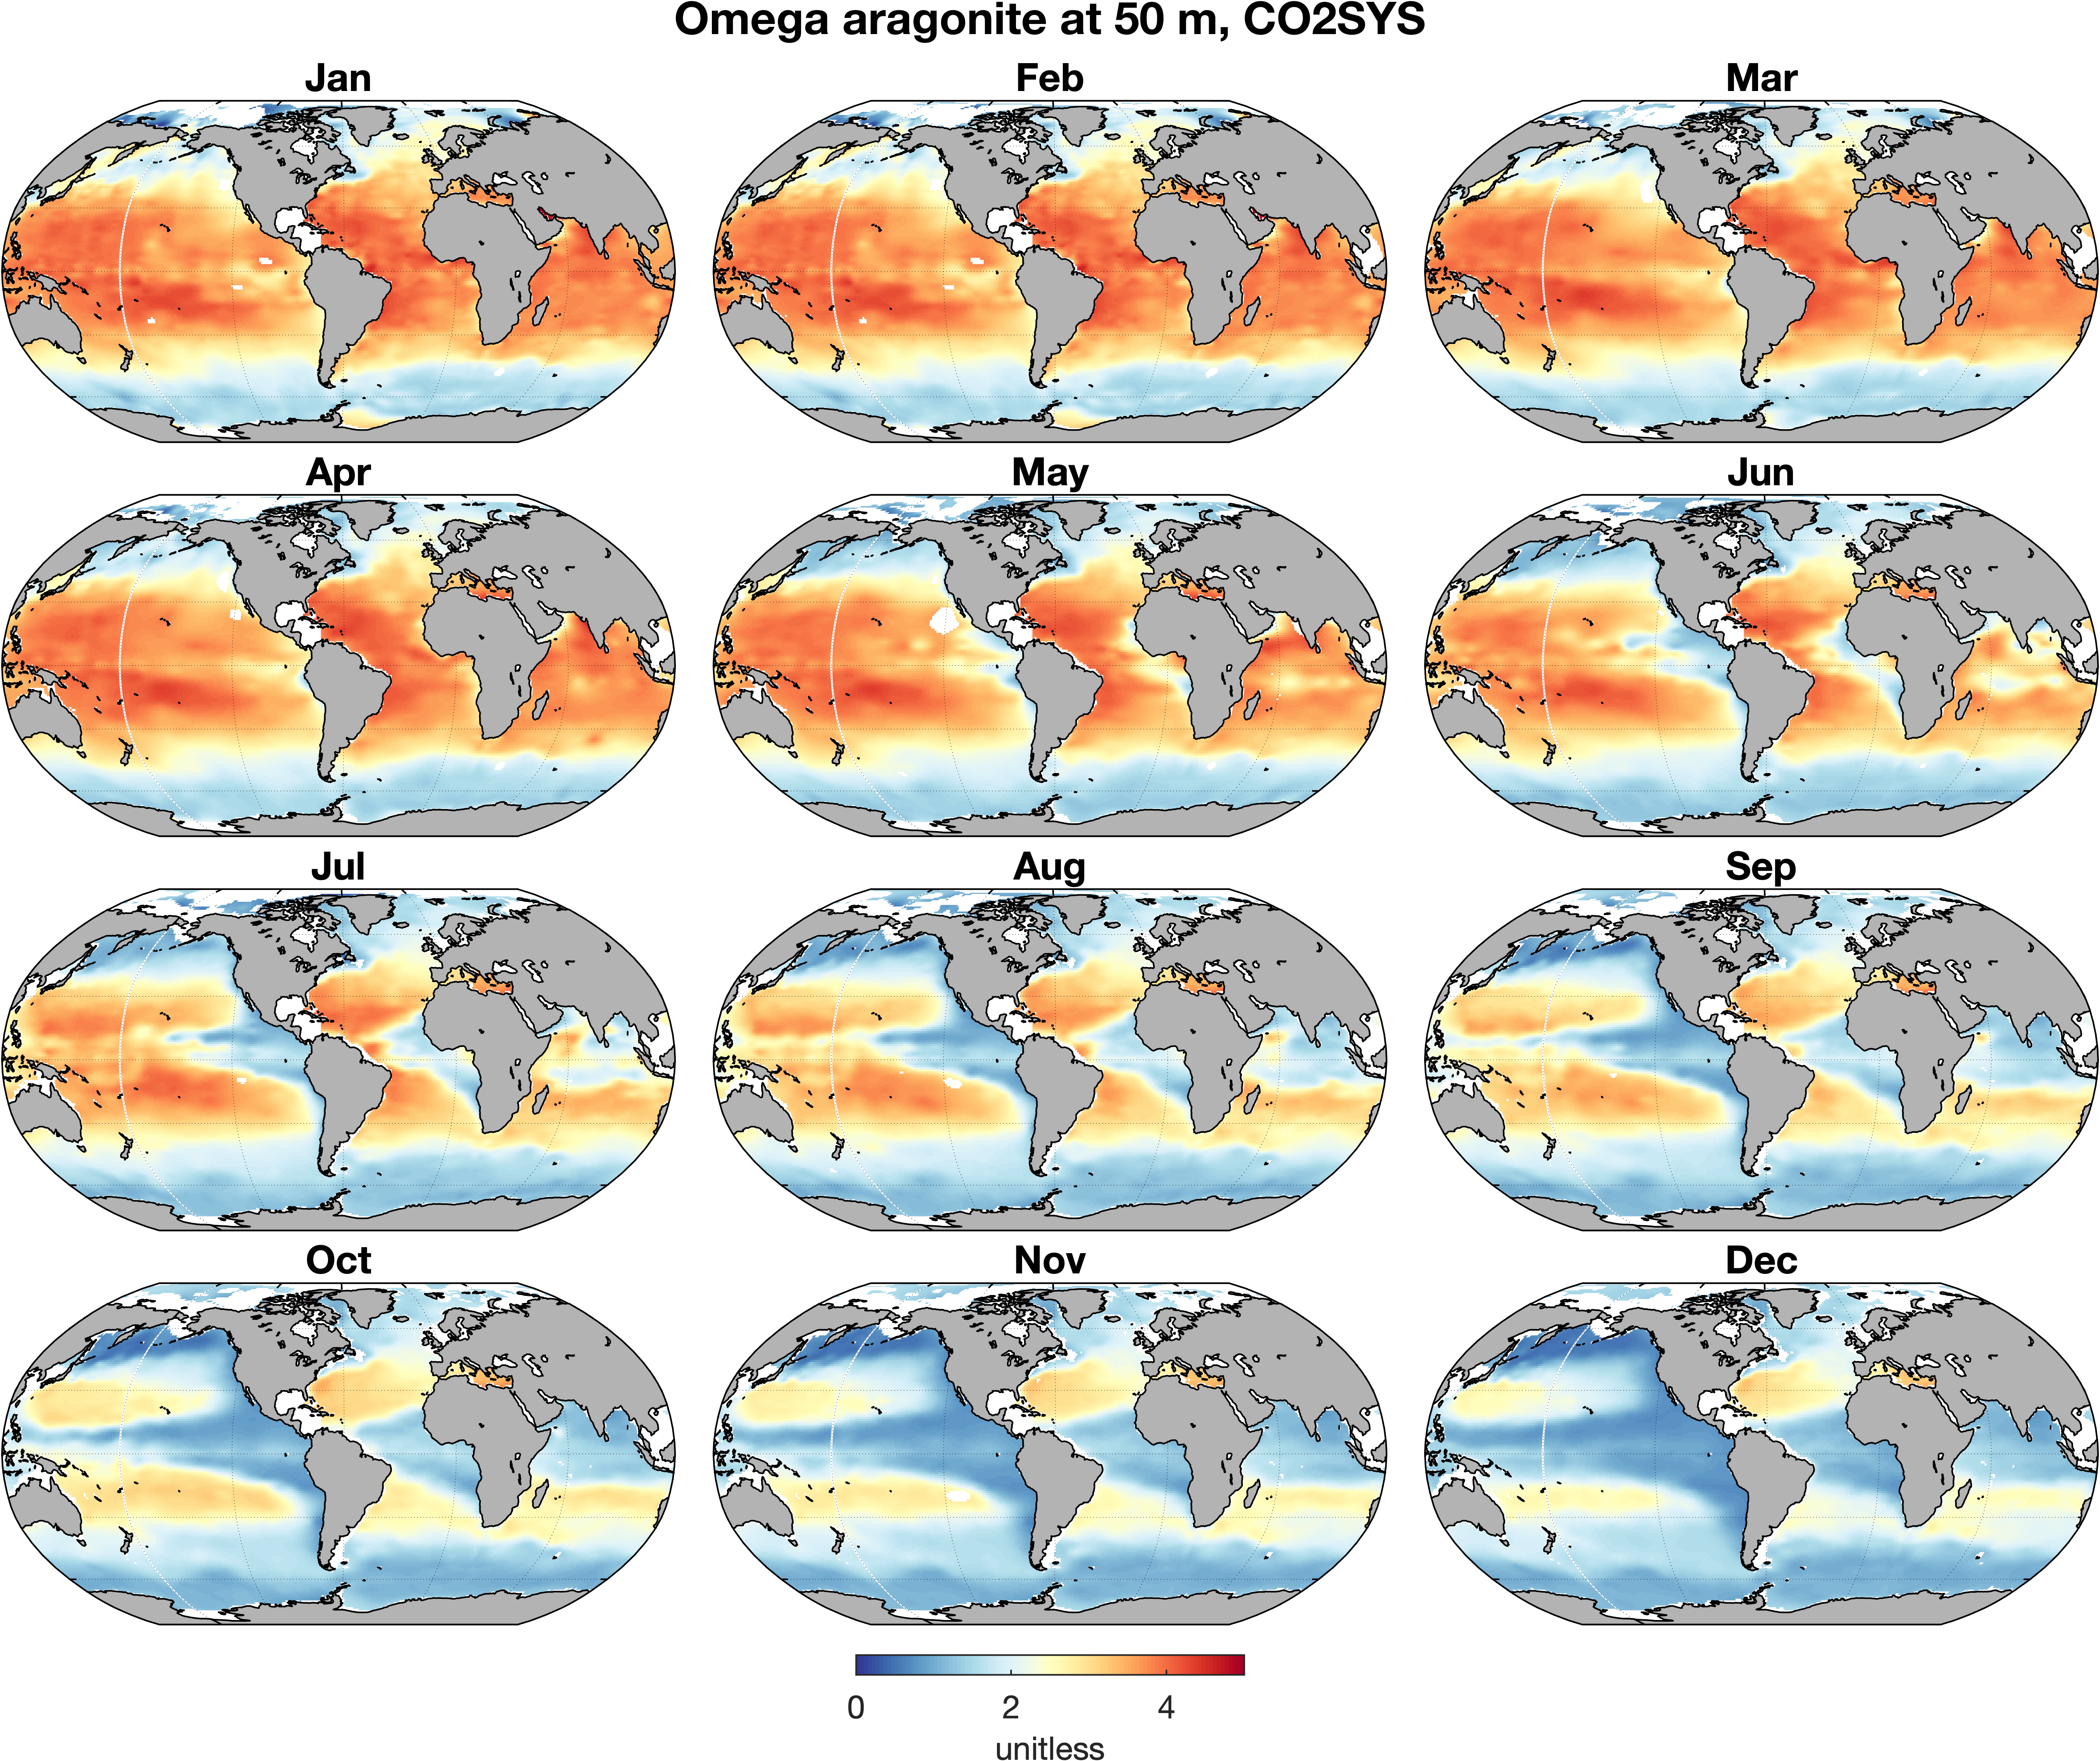 Omega aragonite at 50 m, CO2SYS
Jan
Feb
Mar
Apr
May
Jun
Jul
Aug
Sep
Oct
Nov
Dec
0 2 4
unitless